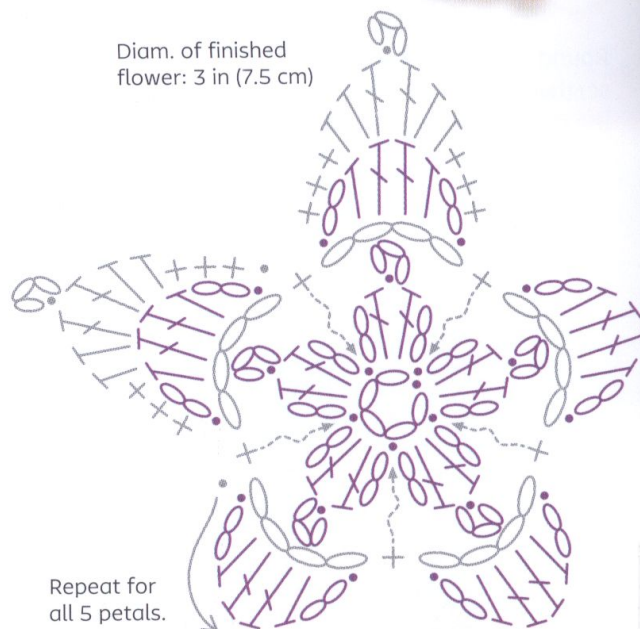 Diam. of finished
flower: 3 in (7.5 cm)
Repeat for
all 5 petals.